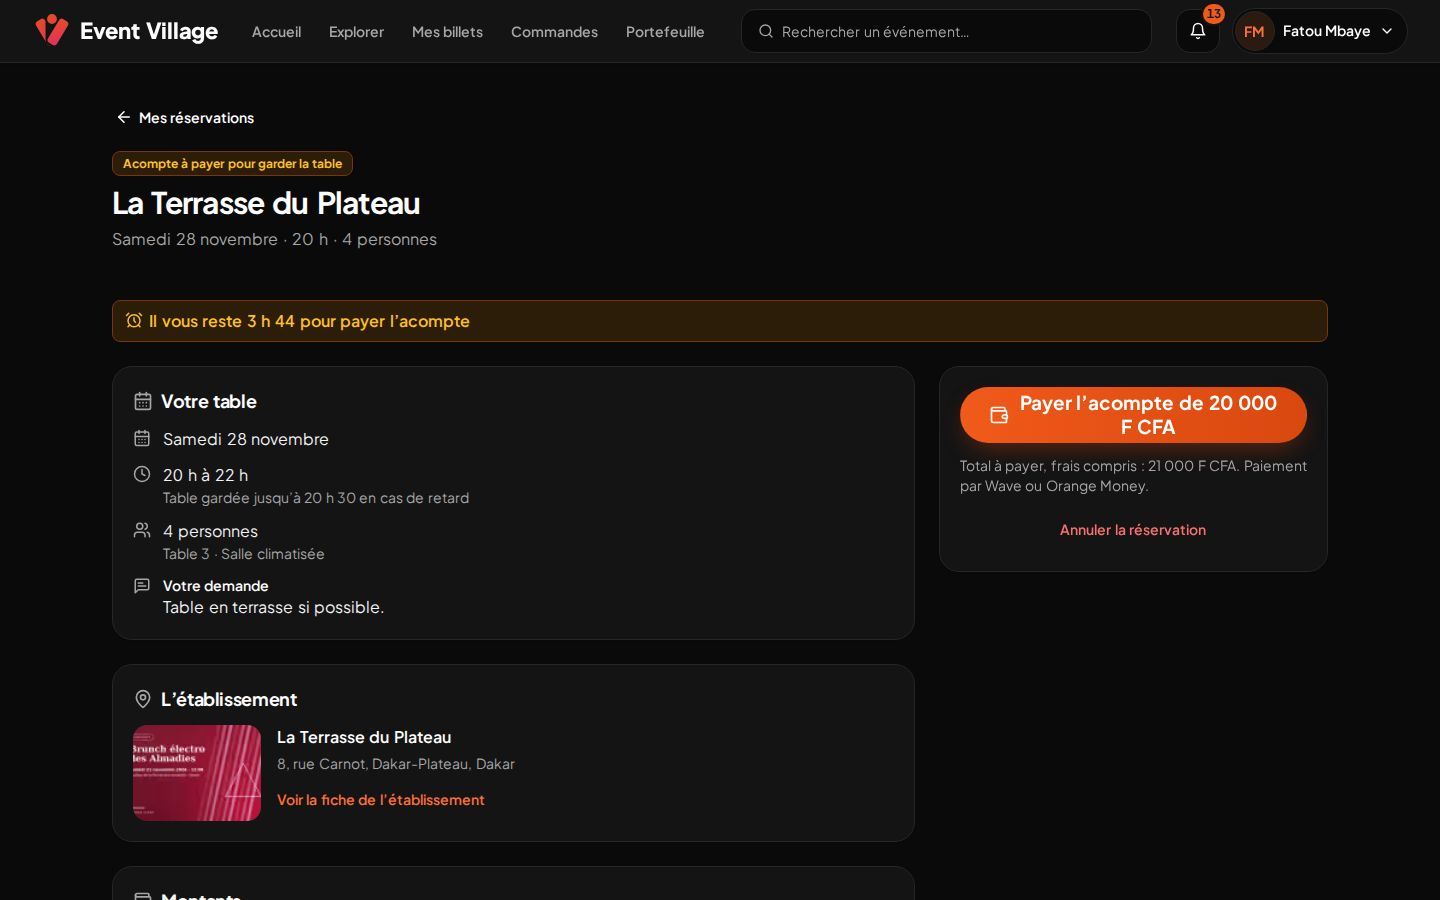 Event Village
Accueil
Explorer
Mes billets
Commandes
Portefeuille
Rechercher un événement...
13
FM
Fatou Mbaye
Mes réservations
Acompte à payer pour garder la table
La Terrasse du Plateau
Samedi 28 novembre · 20 h · 4 personnes
Il vous reste 3 h 44 pour payer l’acompte
Votre table
Samedi 28 novembre
20 h à 22 h
Table gardée jusqu’à 20 h 30 en cas de retard
4 personnes
Table 3 · Salle climatisée
Votre demande
Table en terrasse si possible.
Payer l’acompte de 20 000
F CFA
Total à payer, frais compris : 21 000 F CFA. Paiement
par Wave ou Orange Money.
Annuler la réservation
L’établissement
Brunch électro
des Almadies
La Terrasse du Plateau
8, rue Carnot, Dakar-Plateau, Dakar
Voir la fiche de l’établissement
Montants